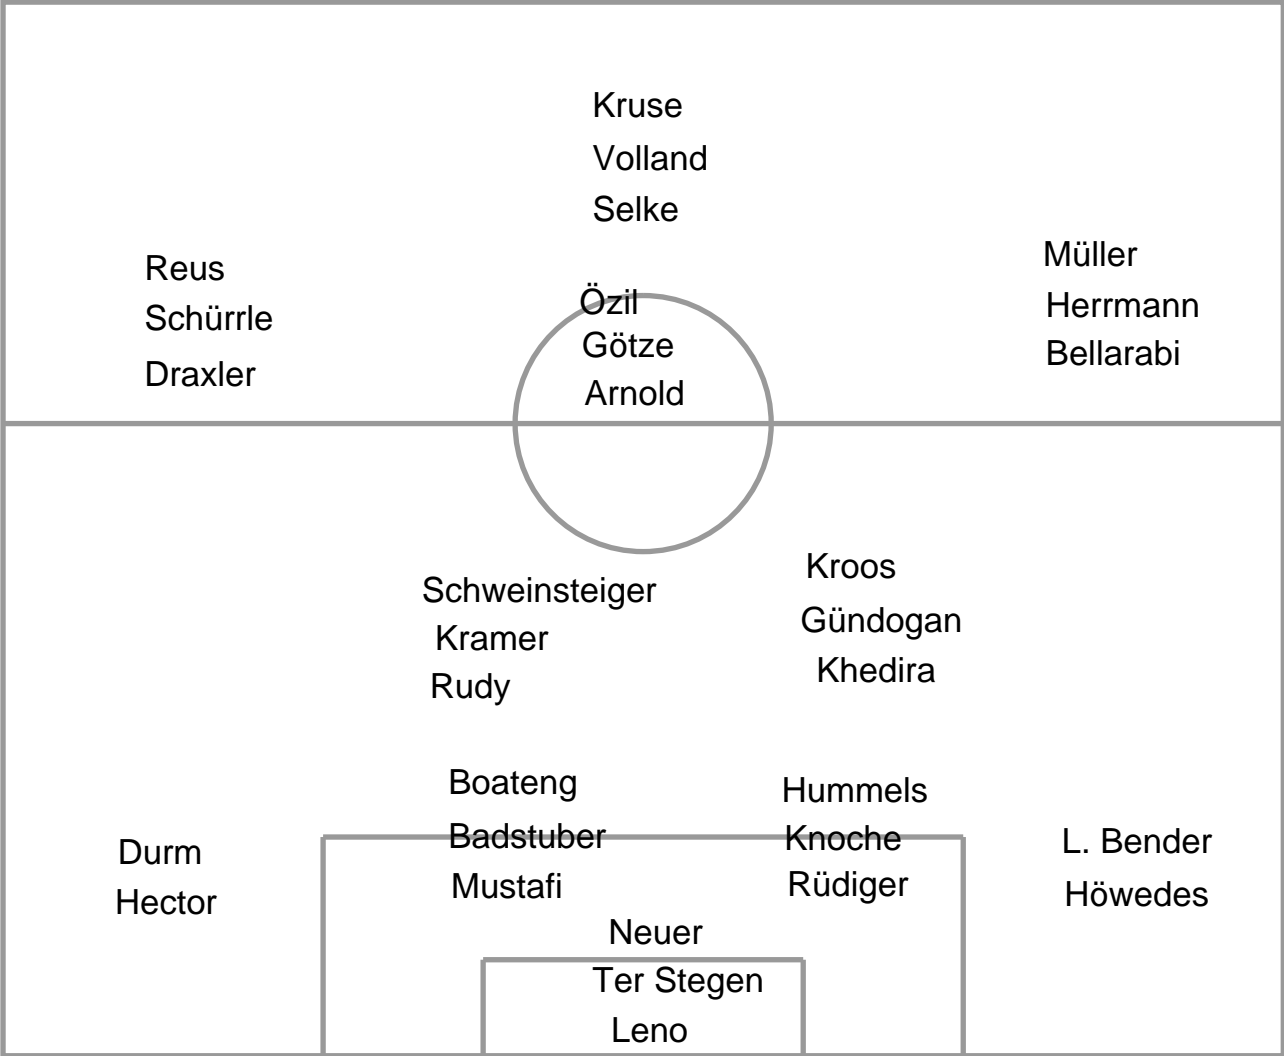 Kruse
Volland
Selke
Reus
Schürrle
Draxler
Özil
Götze
Arnold
Müller
Herrmann
Bellarabi
Schweinsteiger
Kramer
Rudy
Kroos
Gündogan
Khedira
Durm
Hector
Boateng
Badstuber
Mustafi
Hummels
Knoche
Rüdiger
L. Bender
Höwedes
Neuer
Ter Stegen
Leno